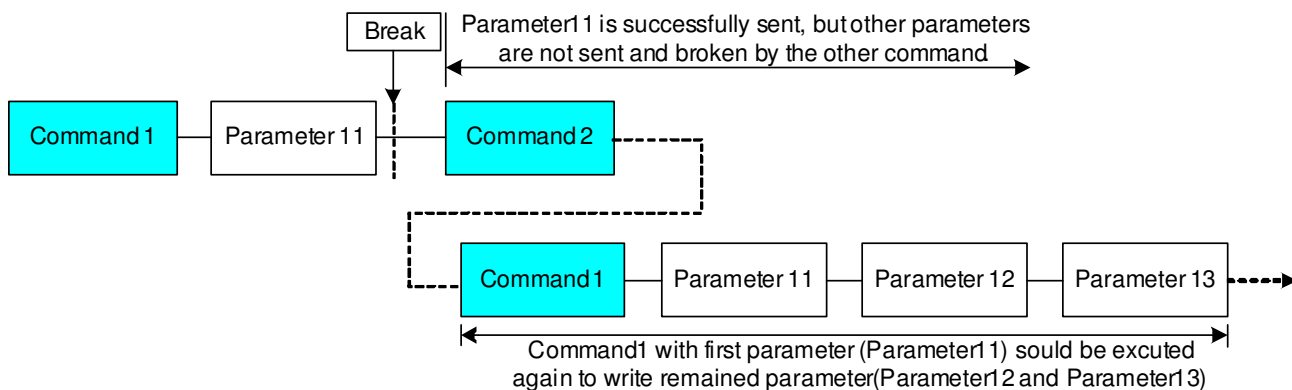 Break
Parameter11 is successfully sent, but other parameters
are not sent and broken by the other command.
Command 1
Parameter 11
Command 2
Command1
Parameter 11
Parameter 12
Parameter 13
Command1 with first parameter (Parameter11) sould be excuted
again to write remained parameter(Parameter12 and Parameter13)